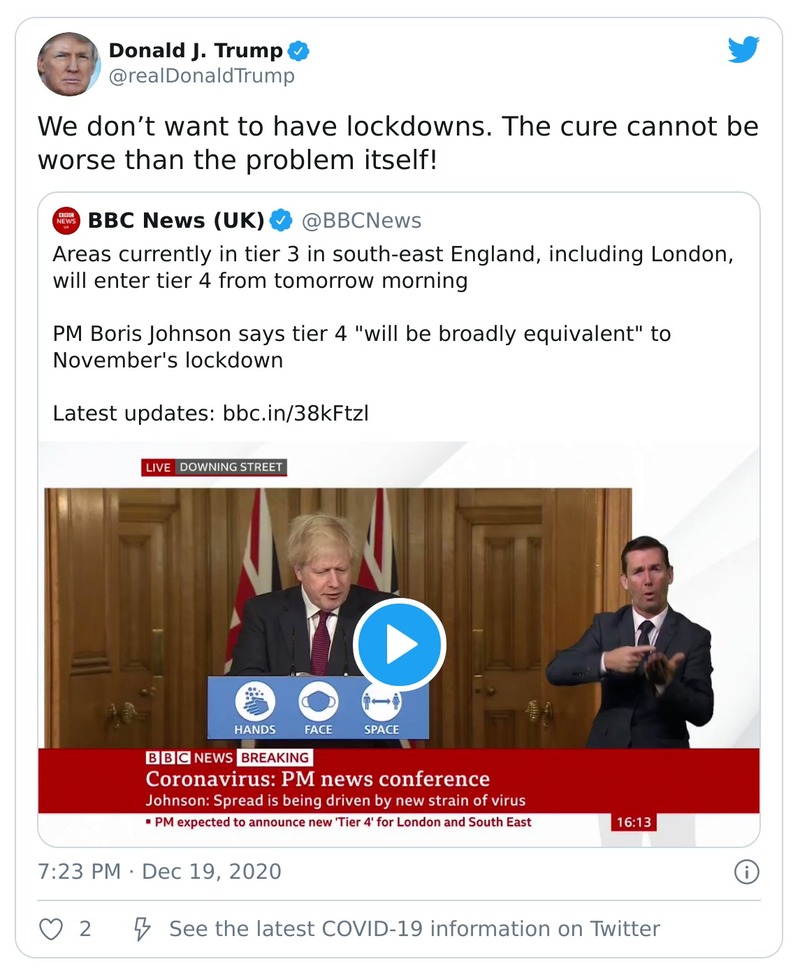 Donald J. Trump
@realDonaldTrump
We don’t want to have lockdowns. The cure cannot be
worse than the problem itself!
BBC NEWS UK
BBC News (UK) @BBCNews
Areas currently in tier 3 in south-east England, including London,
will enter tier 4 from tomorrow morning
PM Boris Johnson says tier 4 "will be broadly equivalent" to
November's lockdown
Latest updates: bbc.in/38kFtzl
LIVE DOWNING STREET
HANDS FACE SPACE
BBC NEWS BREAKING
Coronavirus: PM news conference
Johnson: Spread is being driven by new strain of virus
▪ PM expected to announce new 'Tier 4' for London and South East 16:13
7:23 PM · Dec 19, 2020
2 See the latest COVID-19 information on Twitter